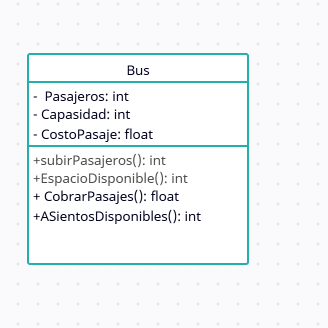 Bus
- Pasajeros: int
- Capasidad: int
- CostoPasaje: float
+subirPasajeros(): int
+EspacioDisponible(): int
+ CobrarPasajes(): float
+ASientosDisponibles(): int